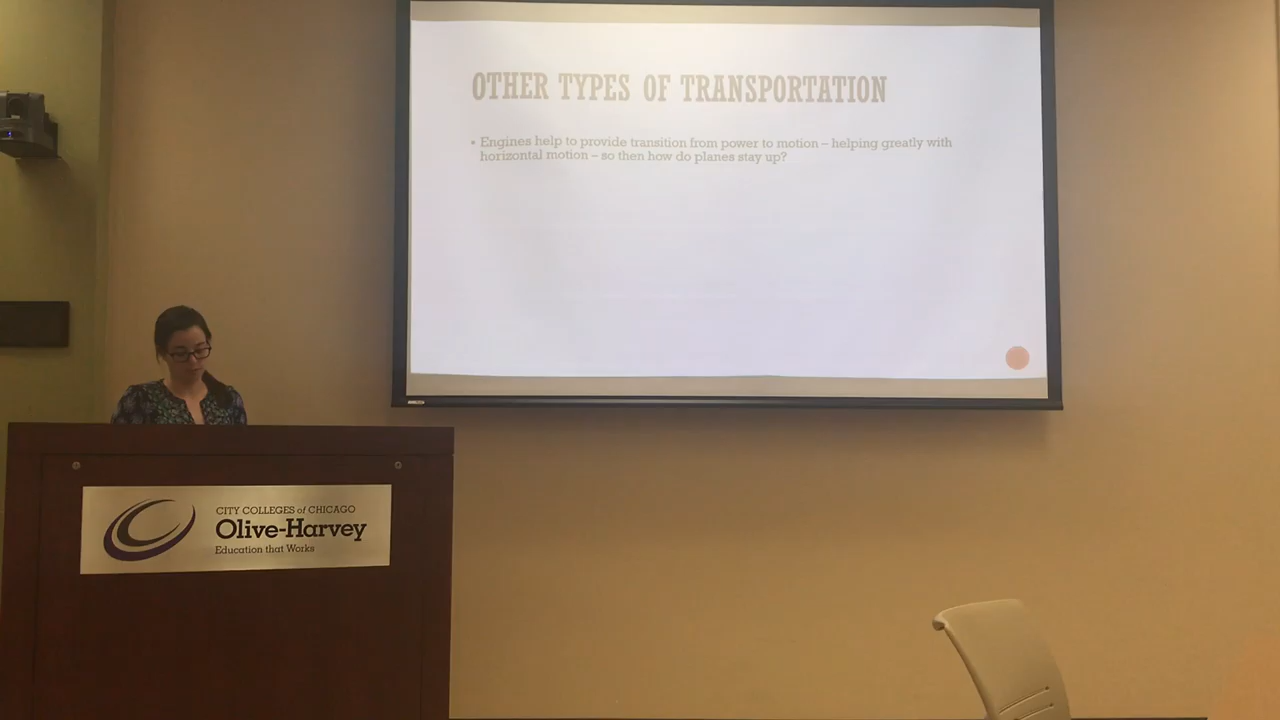 OTHER TYPES OF TRANSPORTATION
• Engines help to provide transition from power to motion – helping greatly with
horizontal motion – so then how do planes stay up?
CITY COLLEGES of CHICAGO
Olive-Harvey
Education that Works